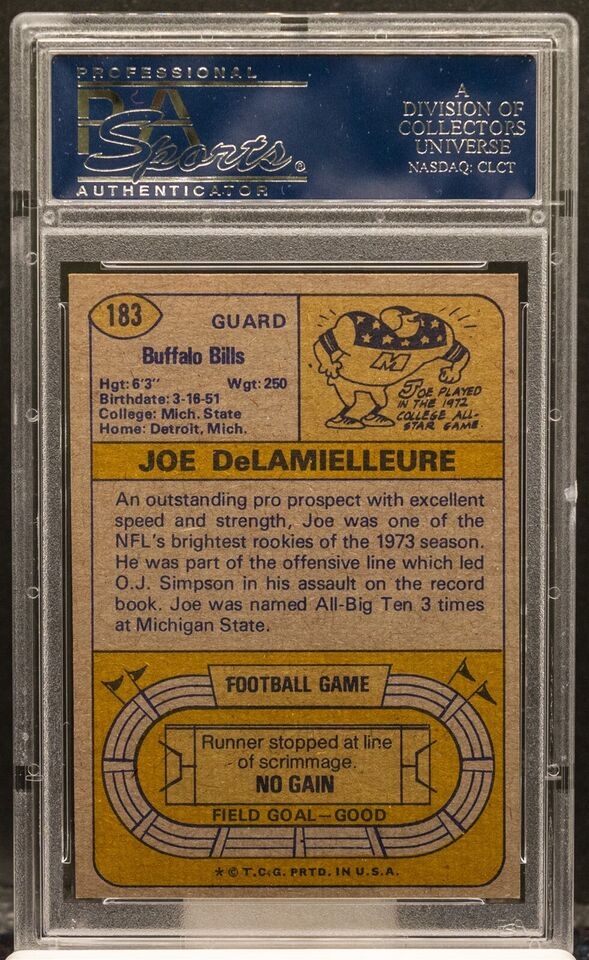 PROFESSIONAL
PSA
Sports®
AUTHENTICATOR
A
DIVISION OF
COLLECTORS
UNIVERSE
NASDAQ: CLCT
183
GUARD
Buffalo Bills
Hgt: 6'3" Wgt: 250
Birthdate: 3-16-51
College: Mich. State
Home: Detroit, Mich.
M
JOE PLAYED
IN THE 1972
COLLEGE ALL-
STAR GAME.
JOE DeLAMIELLEURE
An outstanding pro prospect with excellent
speed and strength, Joe was one of the
NFL's brightest rookies of the 1973 season.
He was part of the offensive line which led
O.J. Simpson in his assault on the record
book. Joe was named All-Big Ten 3 times
at Michigan State.
FOOTBALL GAME
Runner stopped at line
of scrimmage.
NO GAIN
FIELD GOAL—GOOD
* © T.C.G. PRTD. IN U.S.A.